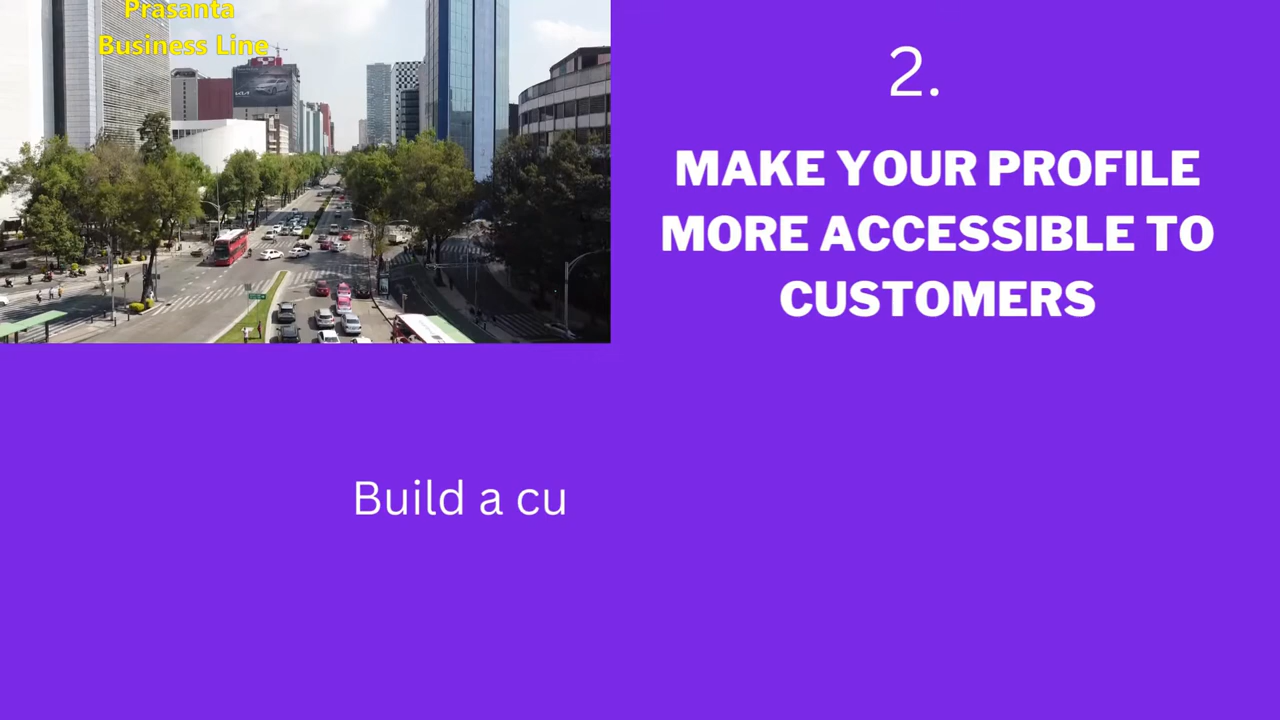 Prasanta
Business Line
2.
MAKE YOUR PROFILE
MORE ACCESSIBLE TO
CUSTOMERS
Build a cu